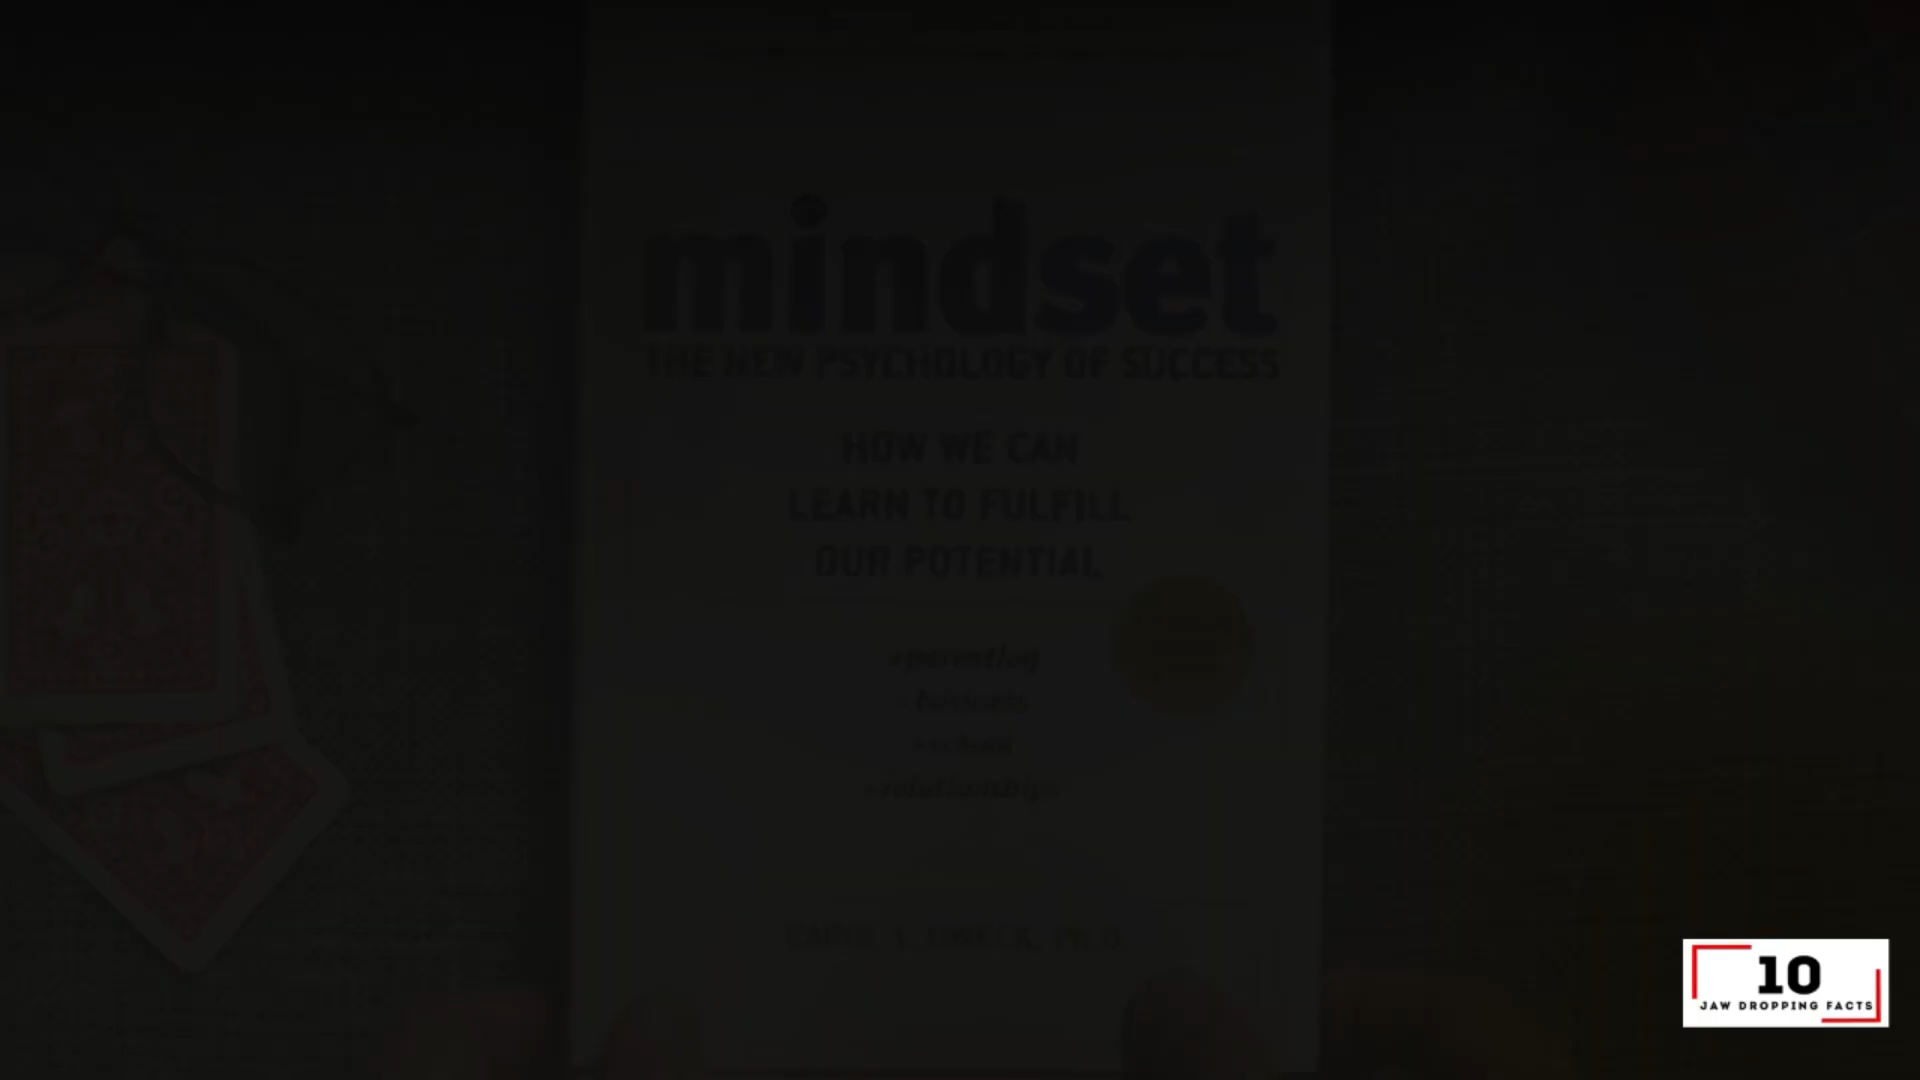 mindset
THE NEW PSYCHOLOGY OF SUCCESS
HOW WE CAN
LEARN TO FULFILL
OUR POTENTIAL
*parenting
*business
*school
*relationships
CAROL S. DWECK, PH.D.
10
JAW DROPPING FACTS